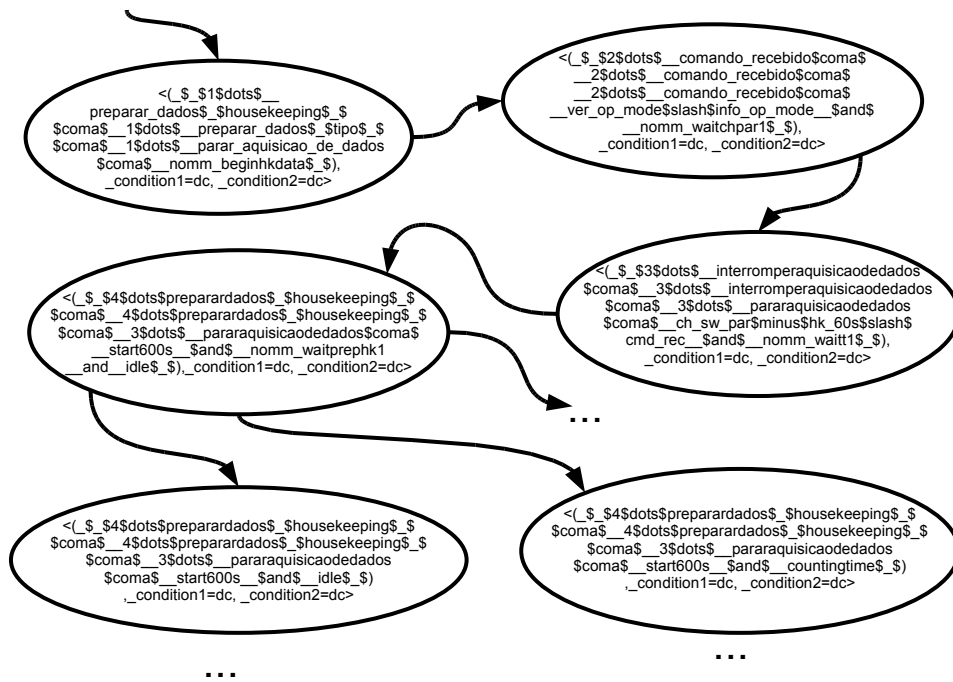 <(_$_$1$dots$__
preparar_dados$_$housekeeping$_$
$coma$__1$dots$__preparar_dados$_$tipo$_$
$coma$__1$dots$__parar_aquisicao_de_dados
$coma$__nomm_beginhkdata$_$),
_condition1=dc, _condition2=dc>
<(_$_$2$dots$__comando_recebido$coma$
__2$dots$__comando_recebido$coma$
__2$dots$__comando_recebido$coma$
__ver_op_mode$slash$info_op_mode__$and$
__nomm_waitchpar1$_$),
_condition1=dc, _condition2=dc>
<(_$_$3$dots$__interromperaquisicaodedados
$coma$__3$dots$__interromperaquisicaodedados
$coma$__3$dots$__pararaquisicaodedados
$coma$__ch_sw_par$minus$hk_60s$slash$
cmd_rec__$and$__nomm_waitt1$_$),
_condition1=dc, _condition2=dc>
<(_$_$4$dots$preparardados$_$housekeeping$_$
$coma$__4$dots$preparardados$_$housekeeping$_$
$coma$__3$dots$__pararaquisicaodedados$coma$
__start600s__$and$__nomm_waitprephk1
__and__idle$_$),_condition1=dc, _condition2=dc>
...
<(_$_$4$dots$preparardados$_$housekeeping$_$
$coma$__4$dots$preparardados$_$housekeeping$_$
$coma$__3$dots$__pararaquisicaodedados
$coma$__start600s__$and$__idle$_$)
,_condition1=dc, _condition2=dc>
...
<(_$_$4$dots$preparardados$_$housekeeping$_$
$coma$__4$dots$preparardados$_$housekeeping$_$
$coma$__3$dots$__pararaquisicaodedados
$coma$__start600s__$and$__countingtime$_$)
,_condition1=dc, _condition2=dc>
...